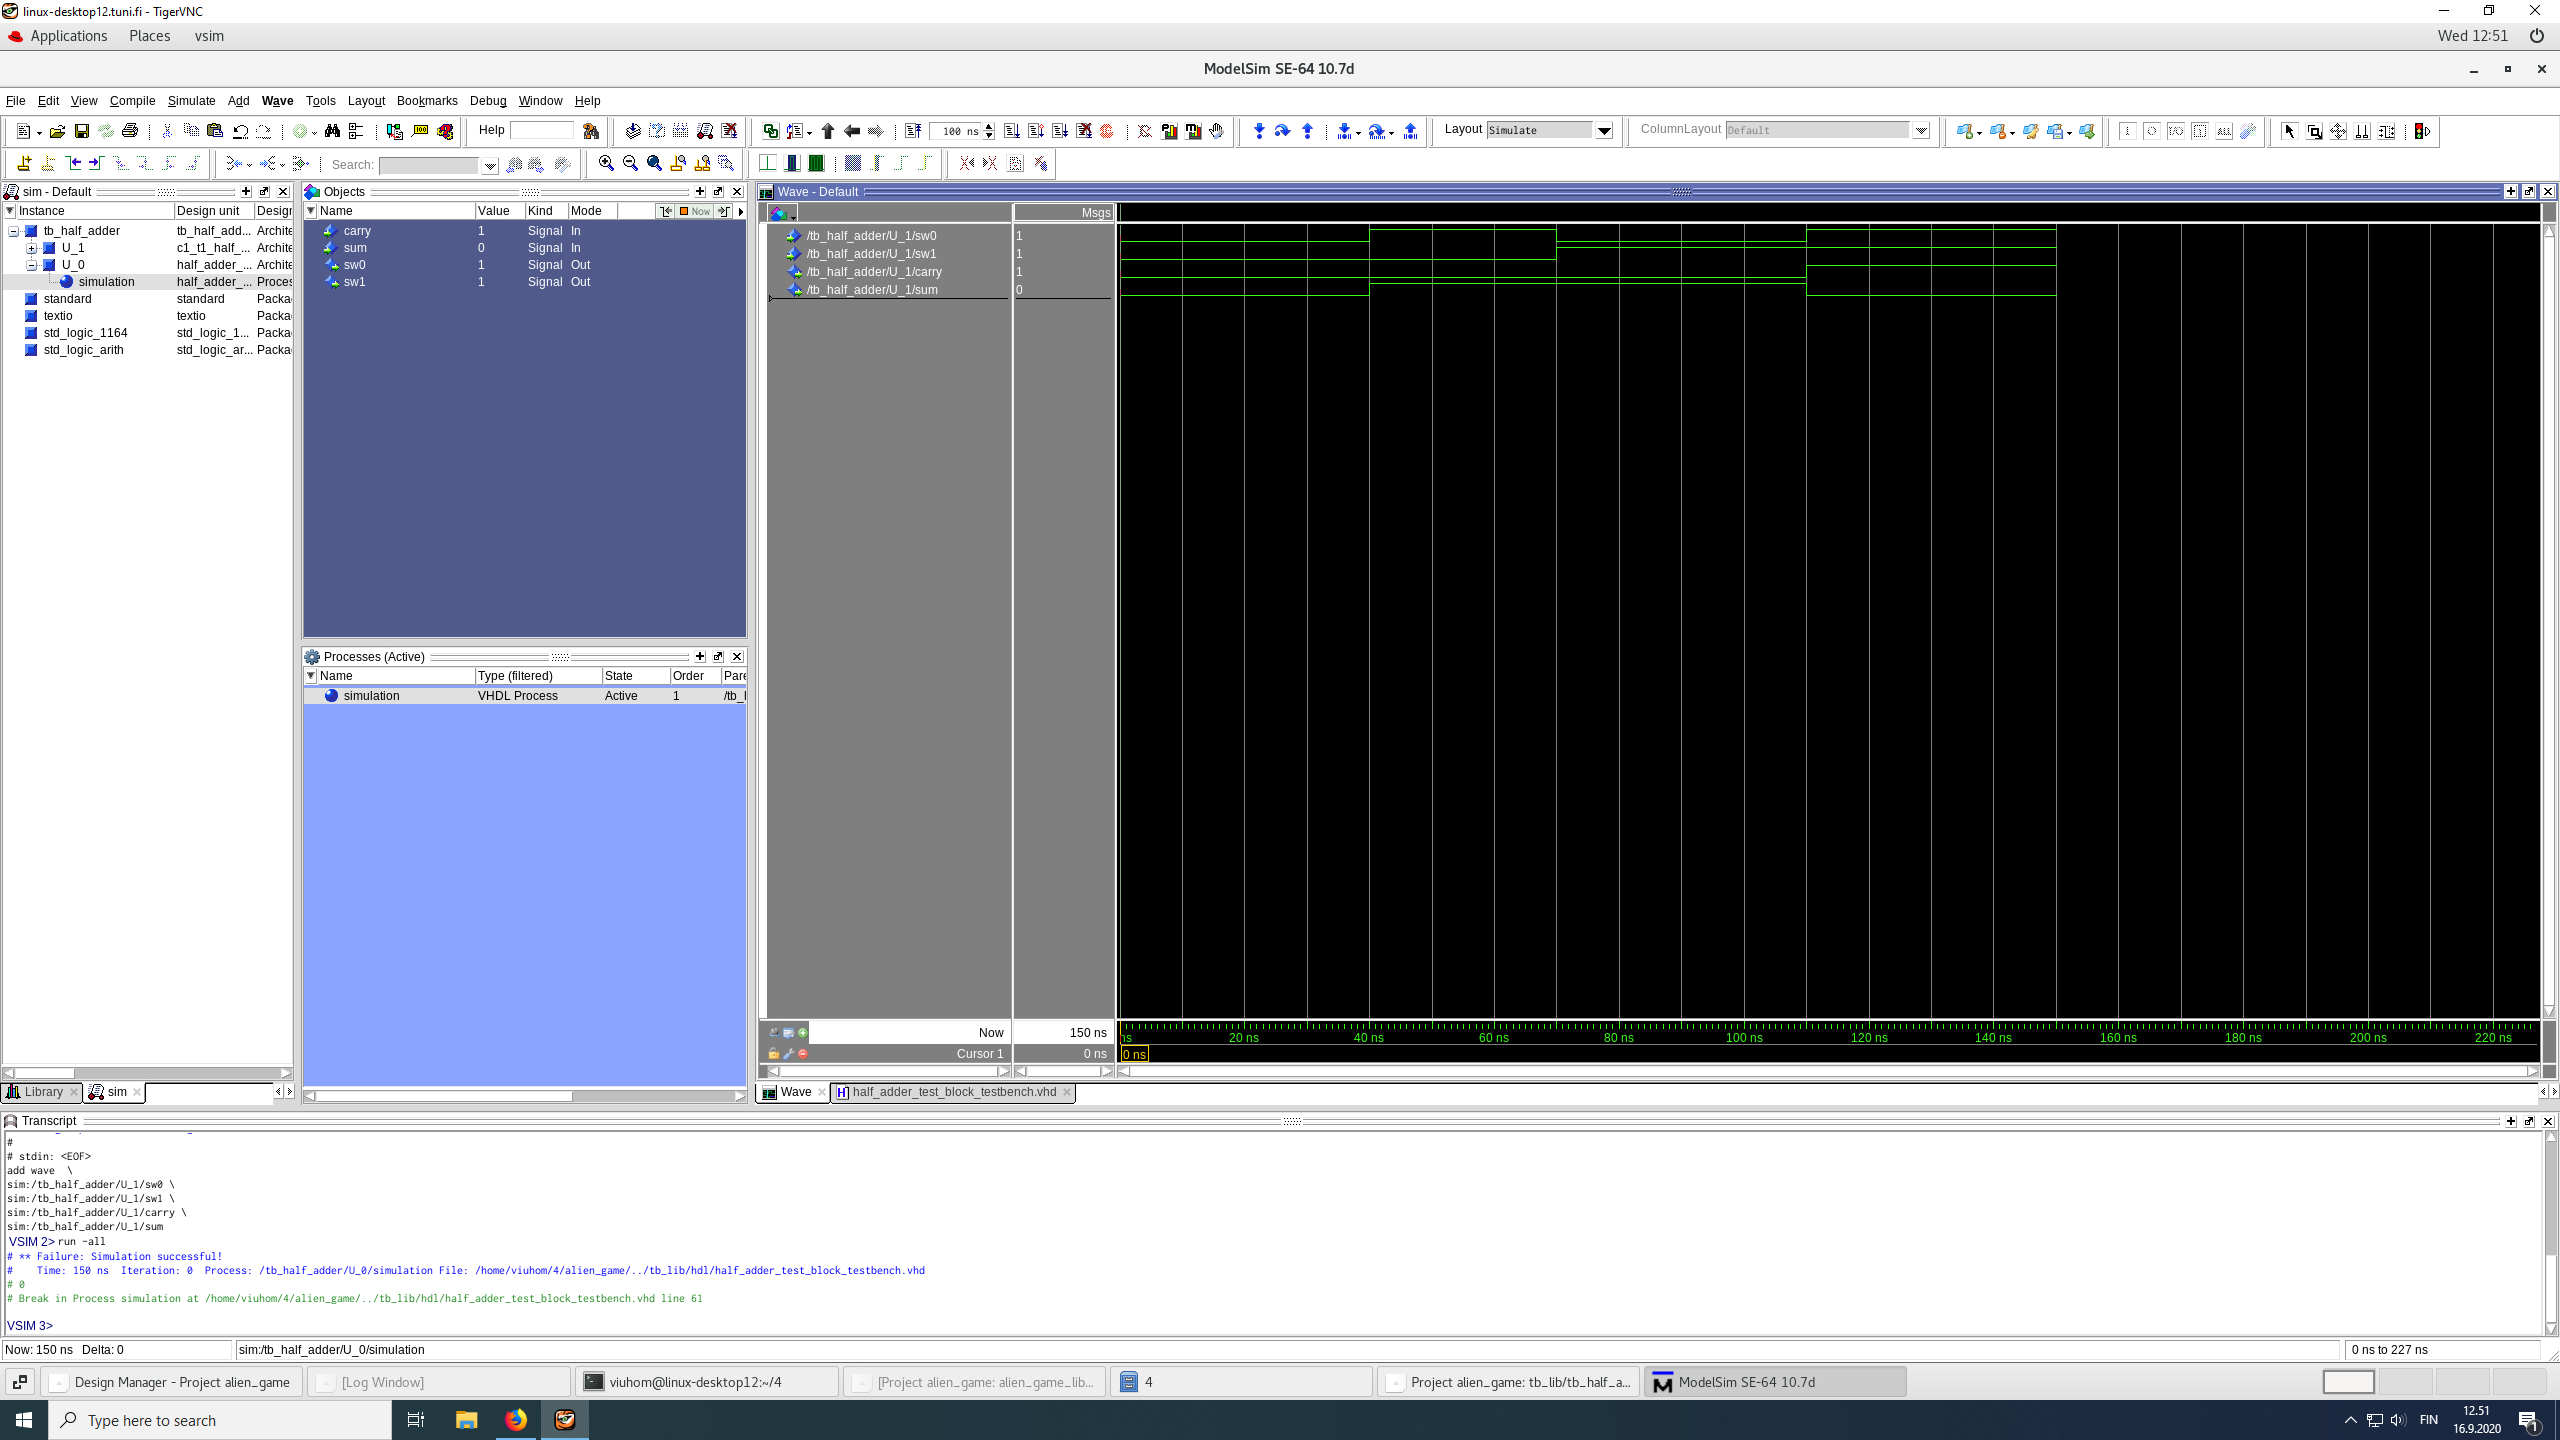 linux-desktop12.tuni.fi - TigerVNC
Applications Places vsim Wed 12:51
ModelSim SE-64 10.7d
File Edit View Compile Simulate Add Wave Tools Layout Bookmarks Debug Window Help
Help 100 ns Layout Simulate ColumnLayout Default
Search:
sim - Default
Instance Design unit Design
tb_half_adder tb_half_add... Archite
U_1 c1_t1_half_... Archite
U_0 half_adder_... Archite
simulation half_adder_... Proces
standard standard Packa
textio textio Packa
std_logic_1164 std_logic_1... Packa
std_logic_arith std_logic_ar... Packa
Library sim
Objects
Name Value Kind Mode Now
carry 1 Signal In
sum 0 Signal In
sw0 1 Signal Out
sw1 1 Signal Out
Processes (Active)
Name Type (filtered) State Order Pare
simulation VHDL Process Active 1 /tb_h
Wave - Default
Msgs
/tb_half_adder/U_1/sw0 1
/tb_half_adder/U_1/sw1 1
/tb_half_adder/U_1/carry 1
/tb_half_adder/U_1/sum 0
Now 150 ns ns 20 ns 40 ns 60 ns 80 ns 100 ns 120 ns 140 ns 160 ns 180 ns 200 ns 220 ns
Cursor 1 0 ns 0 ns
Wave half_adder_test_block_testbench.vhd
Transcript
#
# stdin: <EOF>
add wave \
sim:/tb_half_adder/U_1/sw0 \
sim:/tb_half_adder/U_1/sw1 \
sim:/tb_half_adder/U_1/carry \
sim:/tb_half_adder/U_1/sum
VSIM 2> run -all
# ** Failure: Simulation successful!
#    Time: 150 ns  Iteration: 0  Process: /tb_half_adder/U_0/simulation File: /home/viuhom/4/alien_game/../tb_lib/hdl/half_adder_test_block_testbench.vhd
# 0
# Break in Process simulation at /home/viuhom/4/alien_game/../tb_lib/hdl/half_adder_test_block_testbench.vhd line 61
VSIM 3>
Now: 150 ns Delta: 0 sim:/tb_half_adder/U_0/simulation 0 ns to 227 ns
Design Manager - Project alien_game [Log Window] viuhom@linux-desktop12:~/4 [Project alien_game: alien_game_lib... 4 Project alien_game: tb_lib/tb_half_a... ModelSim SE-64 10.7d
Type here to search FIN 12.51
16.9.2020 1